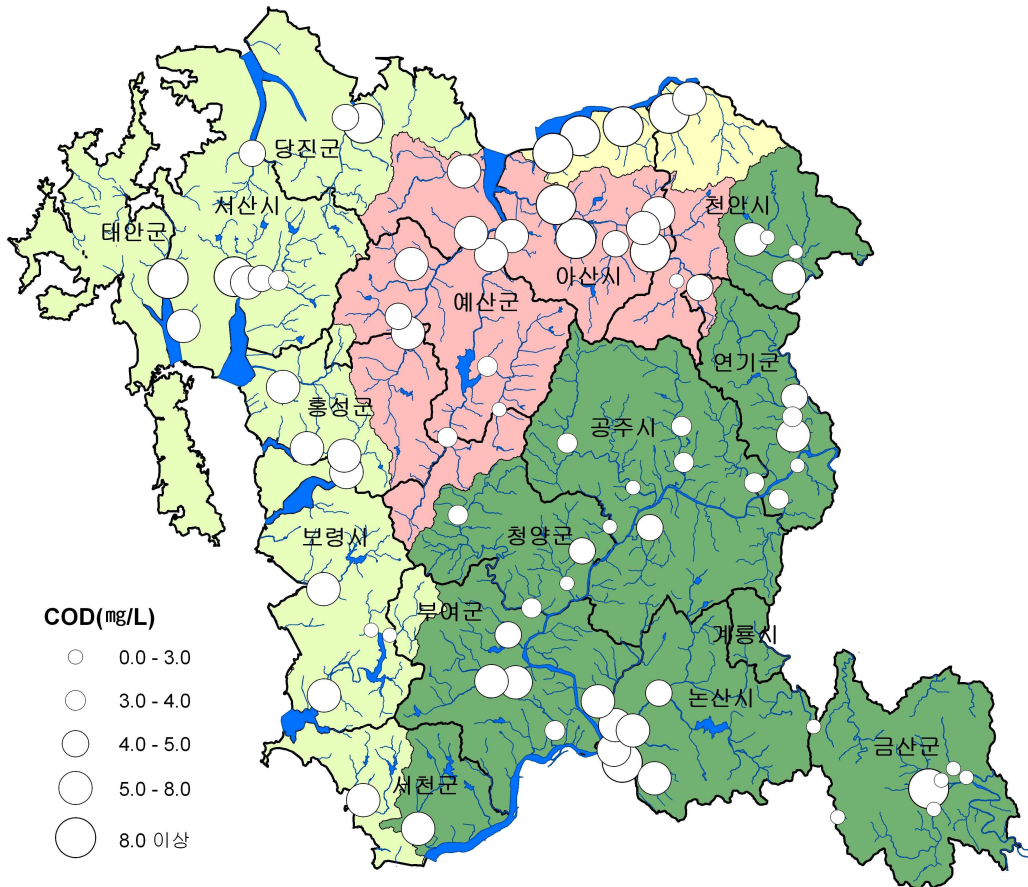 당진군
서산시
태안군
천안시
아산시
예산군
연기군
홍성군
공주시
청양군
보령시
부여군
계룡시
논산시
금산군
서천군
COD(㎎/L)
0.0 - 3.0
3.0 - 4.0
4.0 - 5.0
5.0 - 8.0
8.0 이상